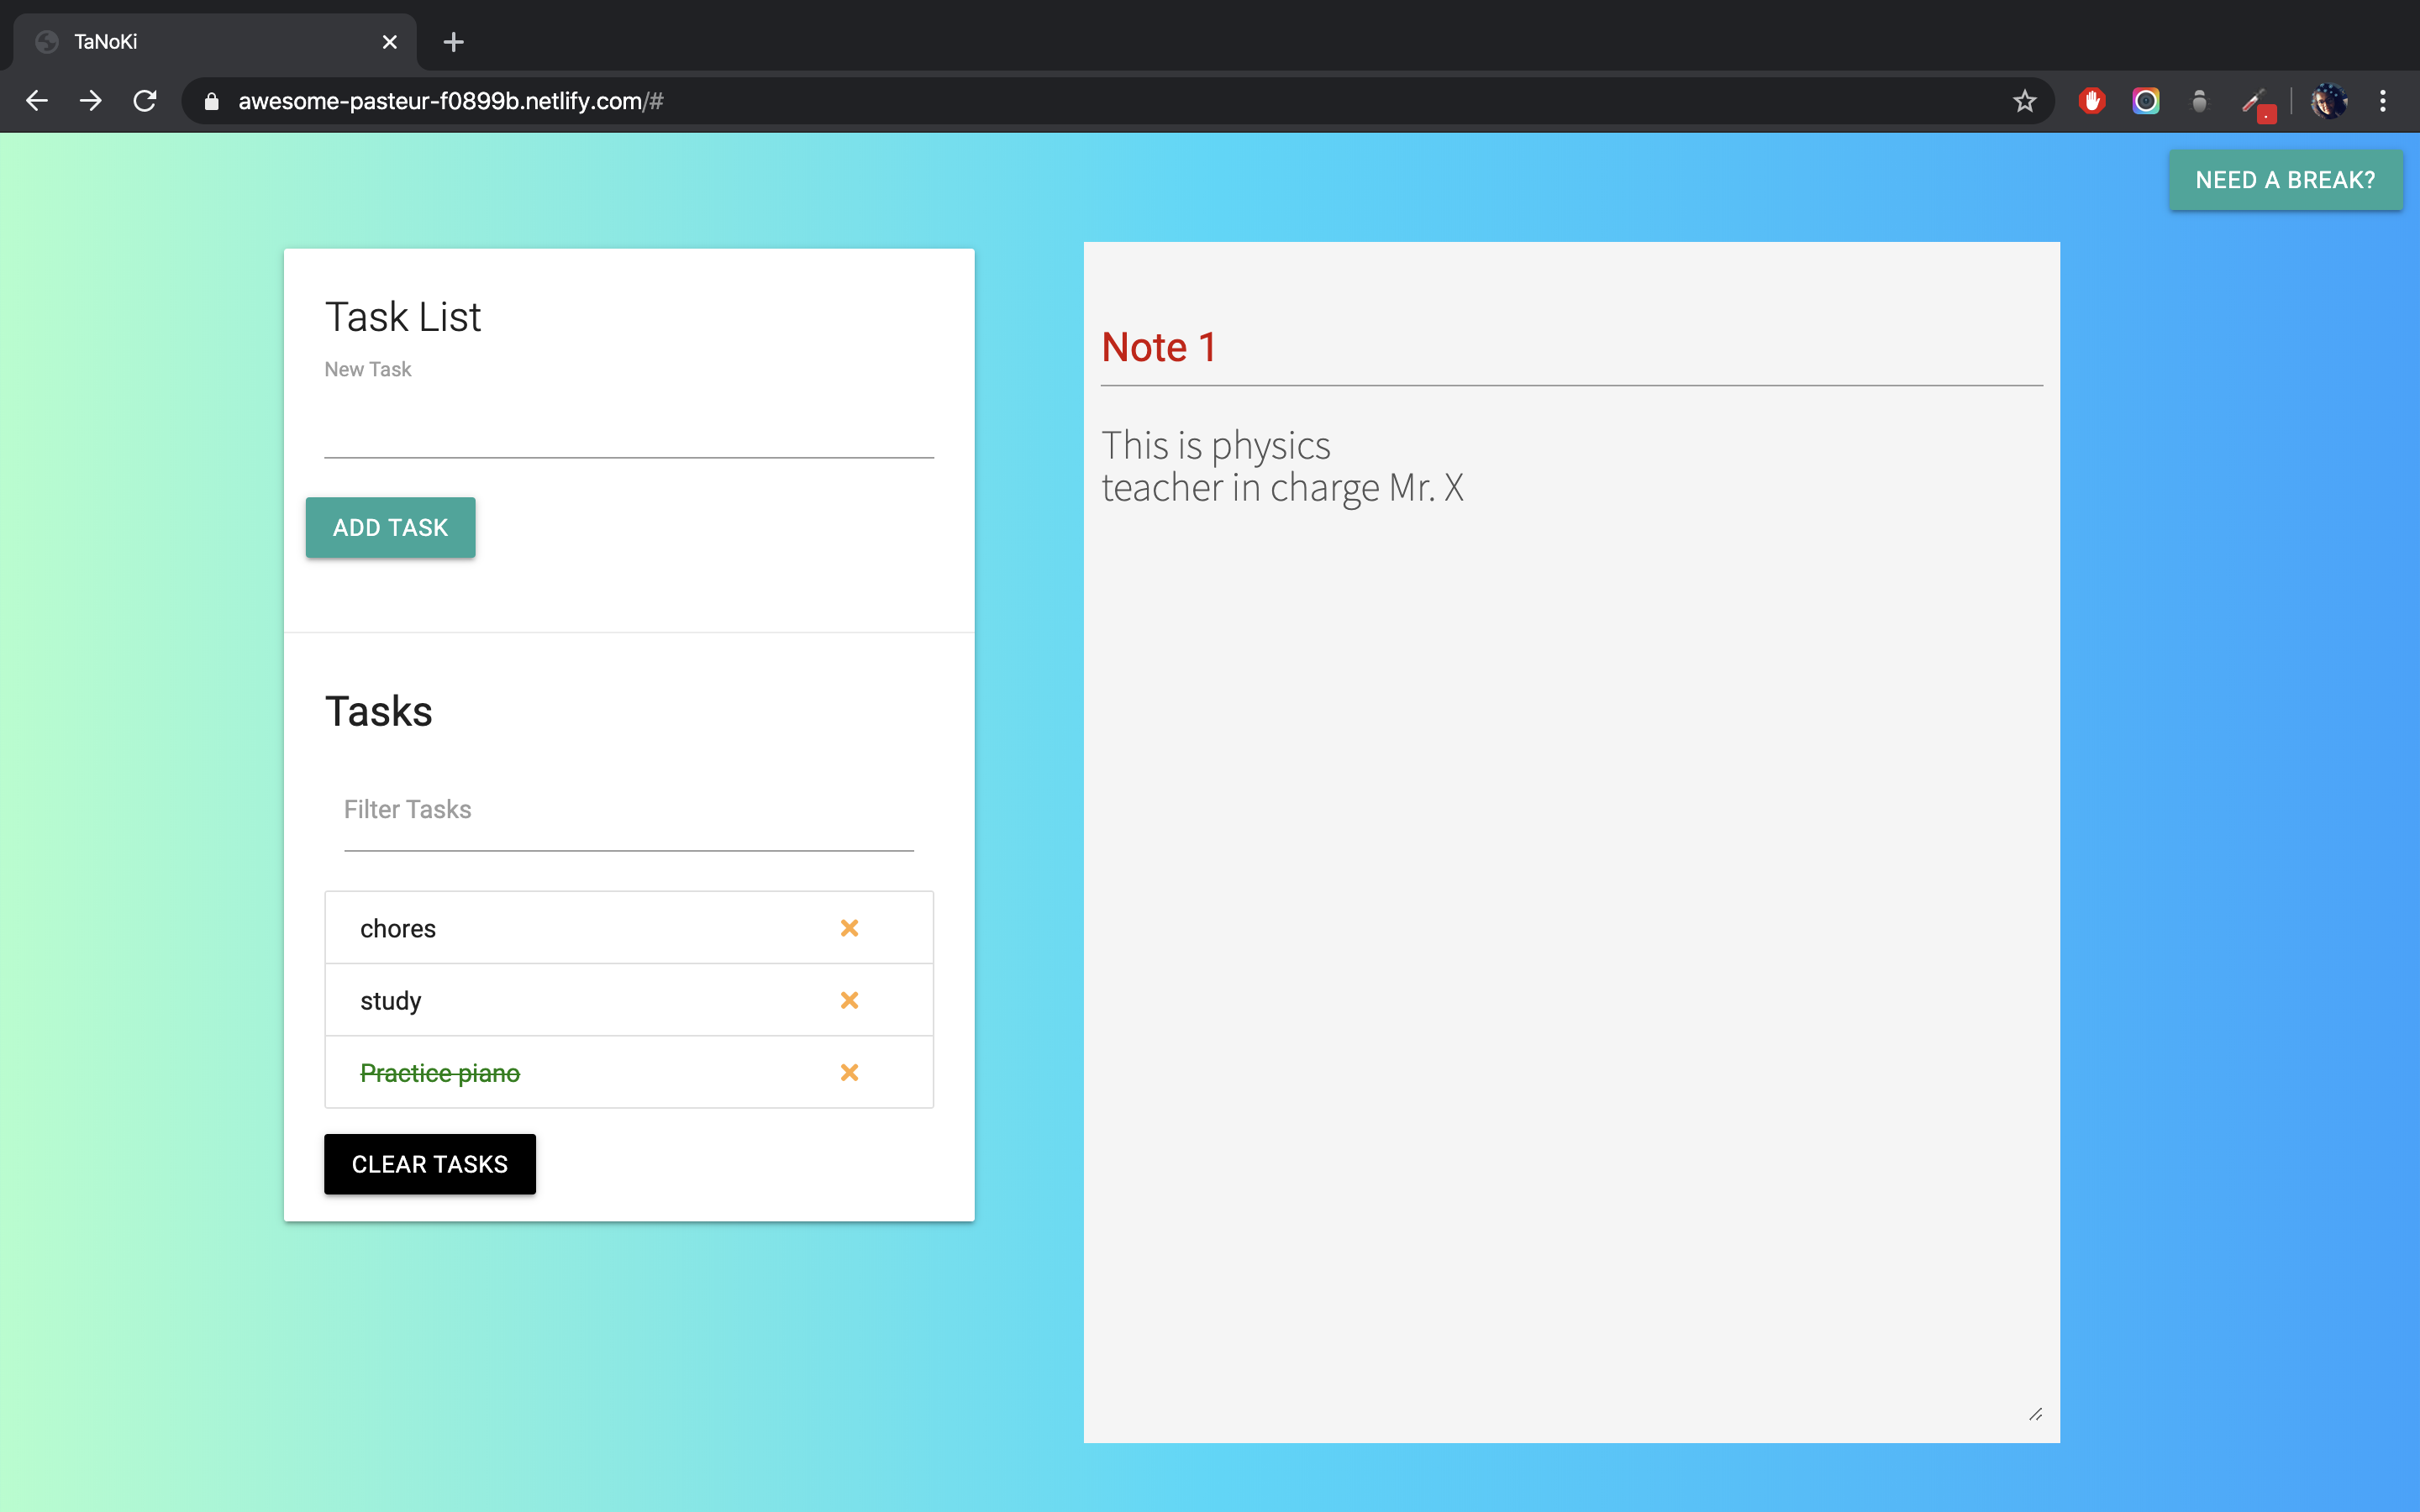 TaNoKi
awesome-pasteur-f0899b.netlify.com/#
NEED A BREAK?
Task List
New Task
ADD TASK
Tasks
Filter Tasks
chores
study
Practice piano
CLEAR TASKS
Note 1
This is physics
teacher in charge Mr. X